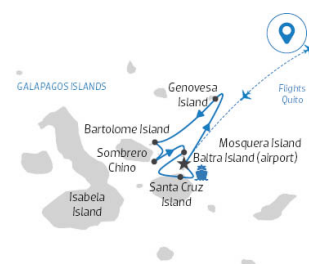 Genovesa
Island
GALAPAGOS ISLANDS
Flights
Quito
Bartolome Island
Mosquera Island
Sombrero
Chino
Baltra Island (airport)
Santa Cruz
Island
Isabela
Island